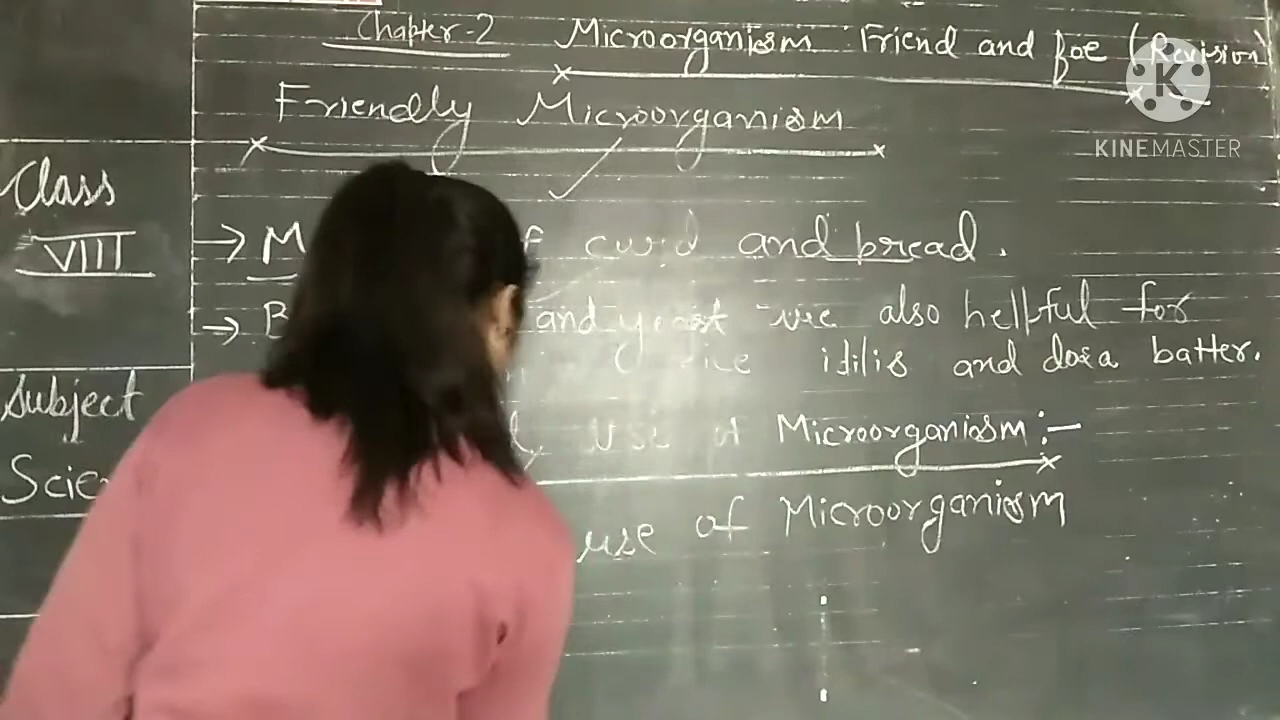 Chapter-2 Microorganism Friend and foe (Revision)
Friendly Microorganism
Class
VIII
→ M curd and bread.
→ B and yeast are also helpful for
idilis and dosa batter.
Subject
use of Microorganism :-
Scie
use of Microorganism
K
KINEMASTER